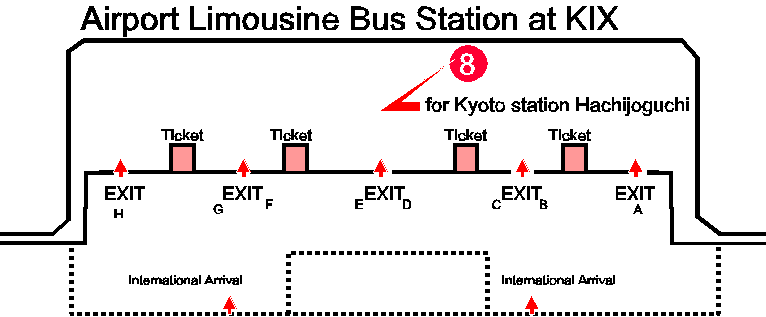 Airport Limousine Bus Station at KIX
8
for Kyoto station Hachijoguchi
Ticket Ticket Ticket Ticket
EXIT EXIT EXIT EXIT EXIT
H G F E D C B A
International Arrival International Arrival